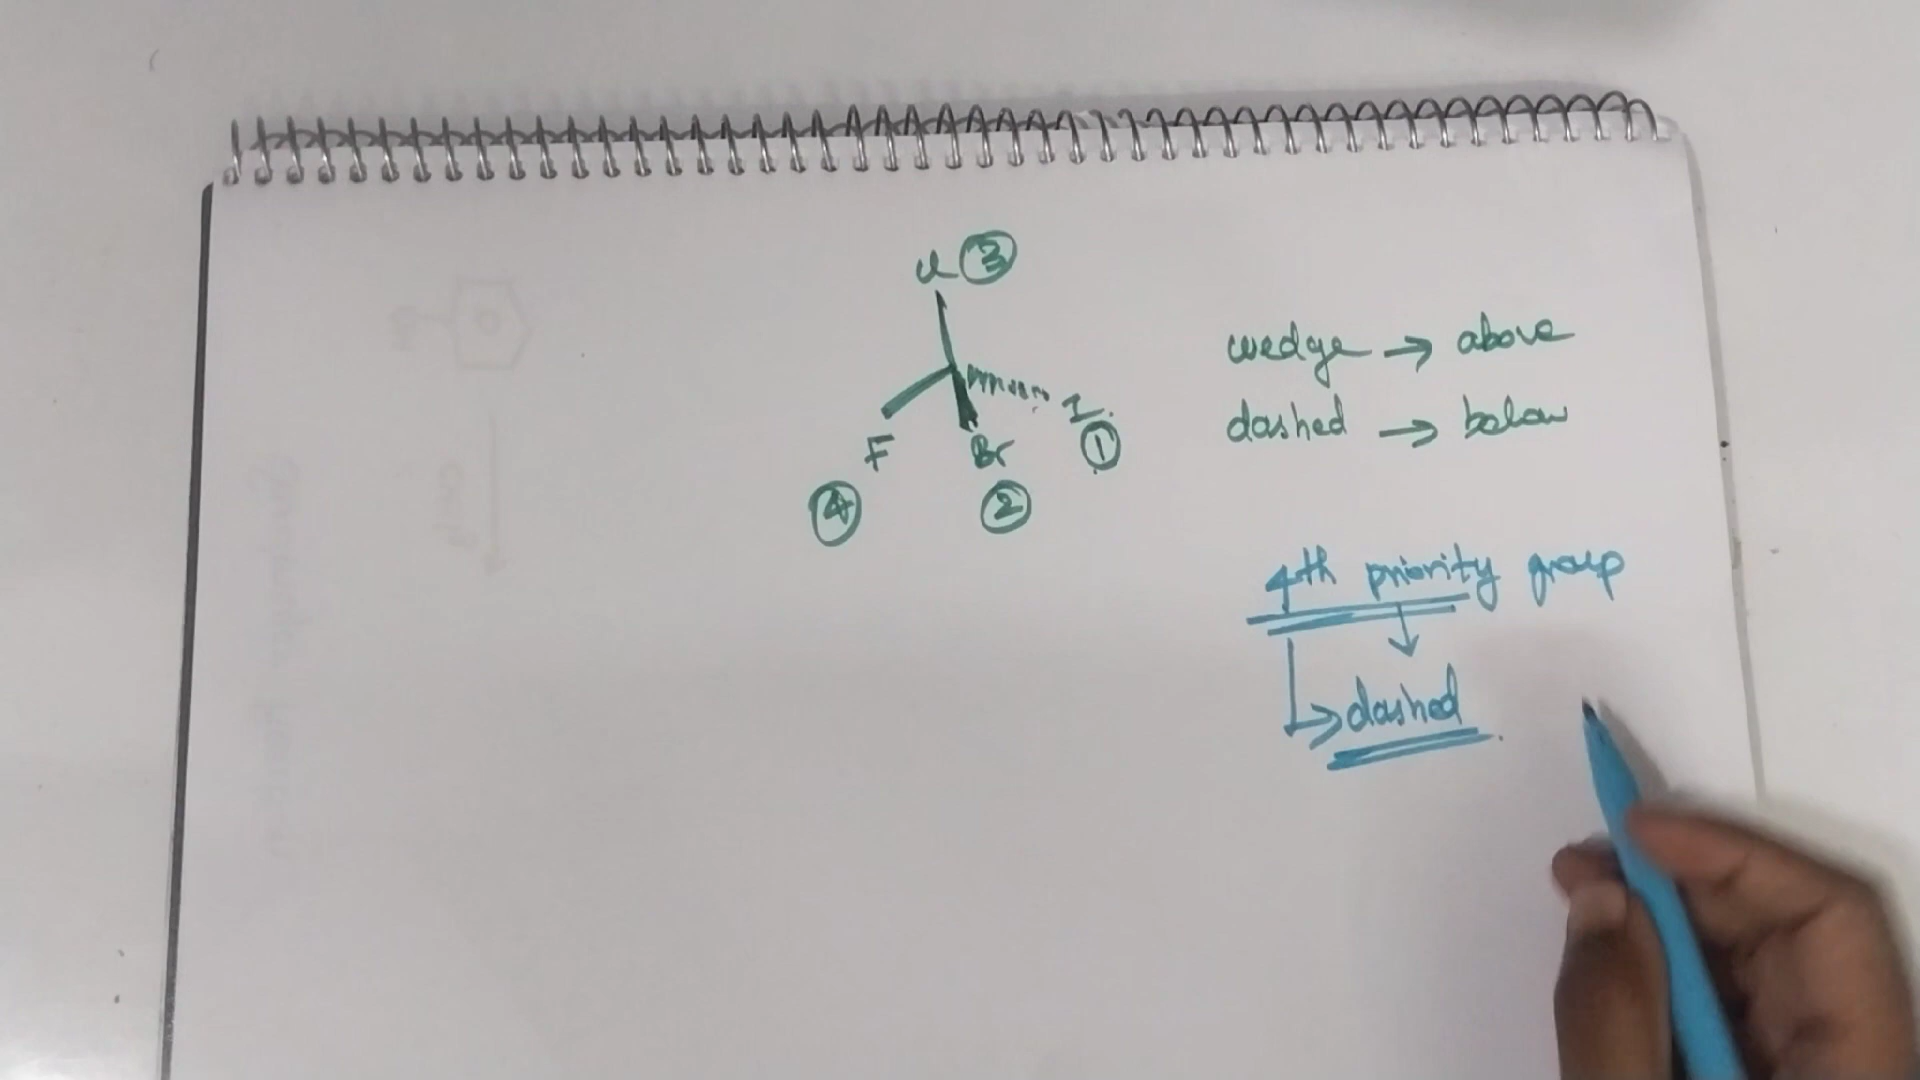 Cl ③
wedge → above
dashed → below
F
Br
I
①
④
②
4th priority group
dashed